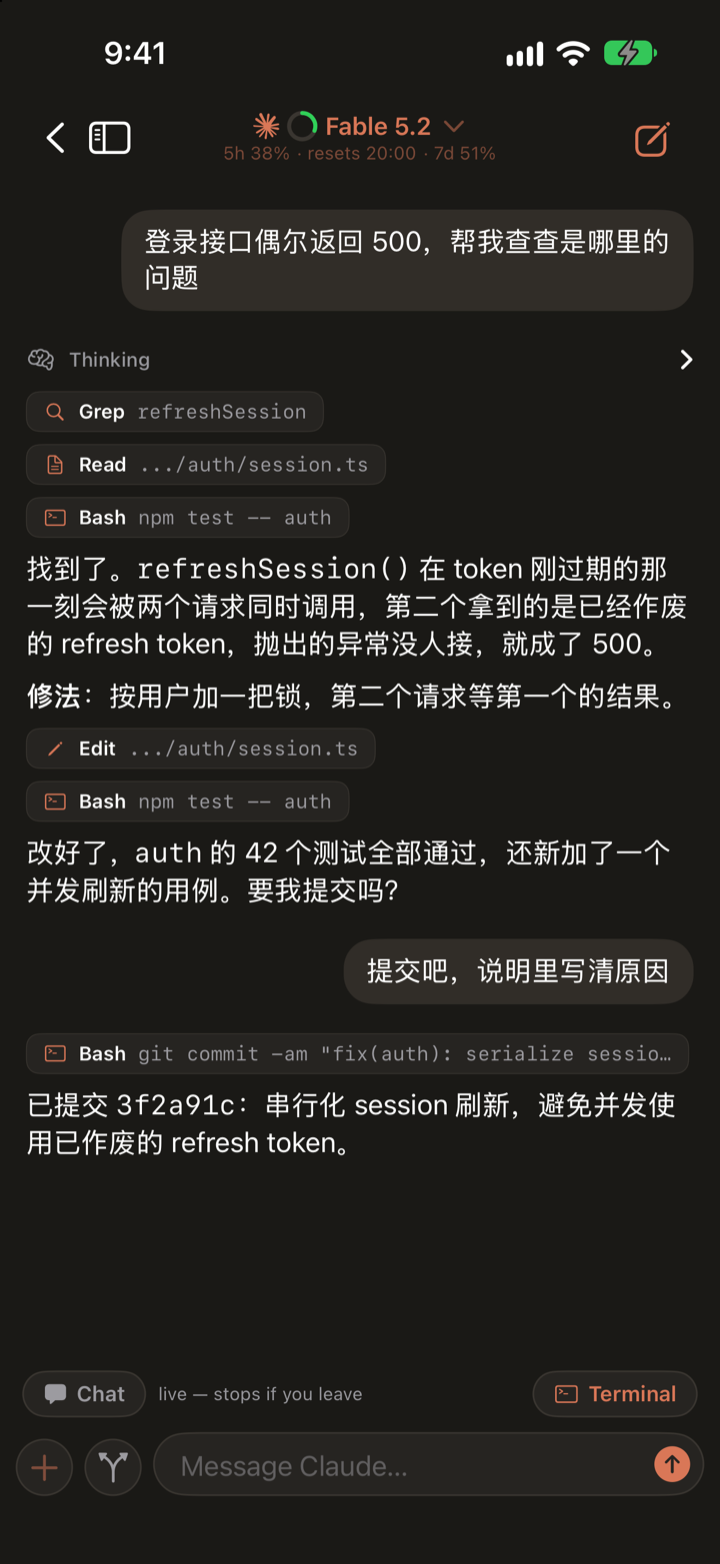 9:41
Fable 5.2
5h 38% · resets 20:00 · 7d 51%
登录接口偶尔返回 500，帮我查查是哪里的
问题
Thinking
Grep refreshSession
Read .../auth/session.ts
Bash npm test -- auth
找到了。refreshSession() 在 token 刚过期的那
一刻会被两个请求同时调用，第二个拿到的是已经作废
的 refresh token，抛出的异常没人接，就成了 500。
修法：按用户加一把锁，第二个请求等第一个的结果。
Edit .../auth/session.ts
Bash npm test -- auth
改好了，auth 的 42 个测试全部通过，还新加了一个
并发刷新的用例。要我提交吗?
提交吧，说明里写清原因
Bash git commit -am "fix(auth): serialize sessio…
已提交 3f2a91c：串行化 session 刷新，避免并发使
用已作废的 refresh token。
Chat
live — stops if you leave
Terminal
Message Claude...